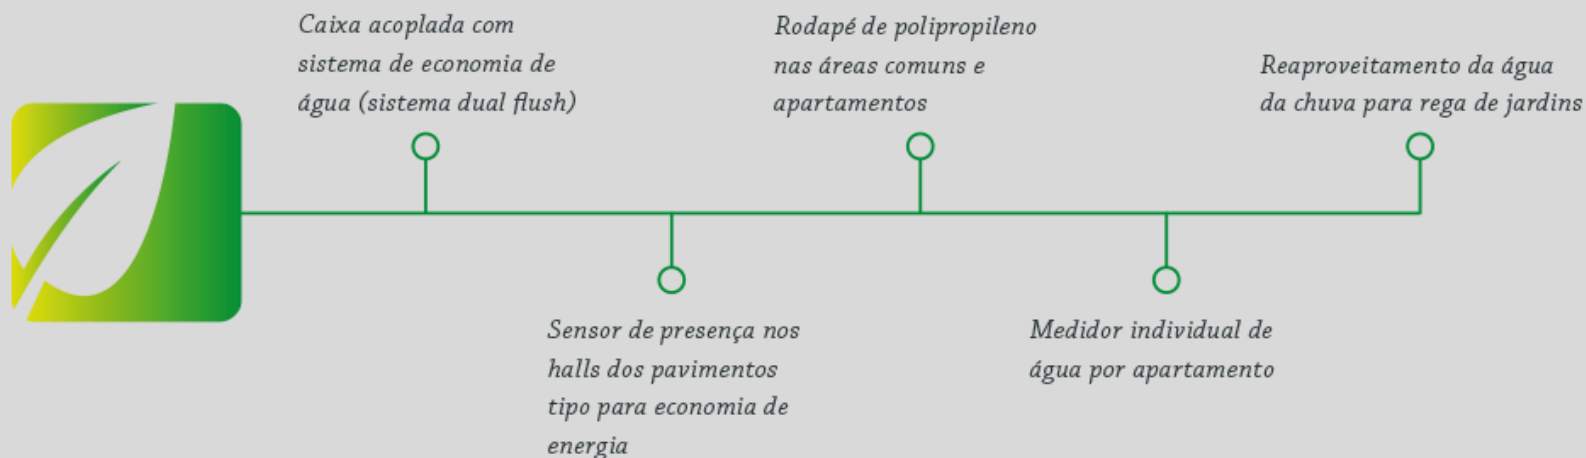 Caixa acoplada com
sistema de economia de
água (sistema dual flush)
Sensor de presença nos
halls dos pavimentos
tipo para economia de
energia
Rodapé de polipropileno
nas áreas comuns e
apartamentos
Medidor individual de
água por apartamento
Reaproveitamento da água
da chuva para rega de jardins